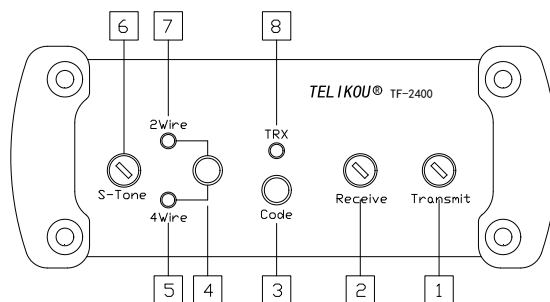 6 7 8
TELIKOU® TF-2400
2Wire TRX
S-Tone Receive Transmit
4Wire Code
5 4 3 2 1